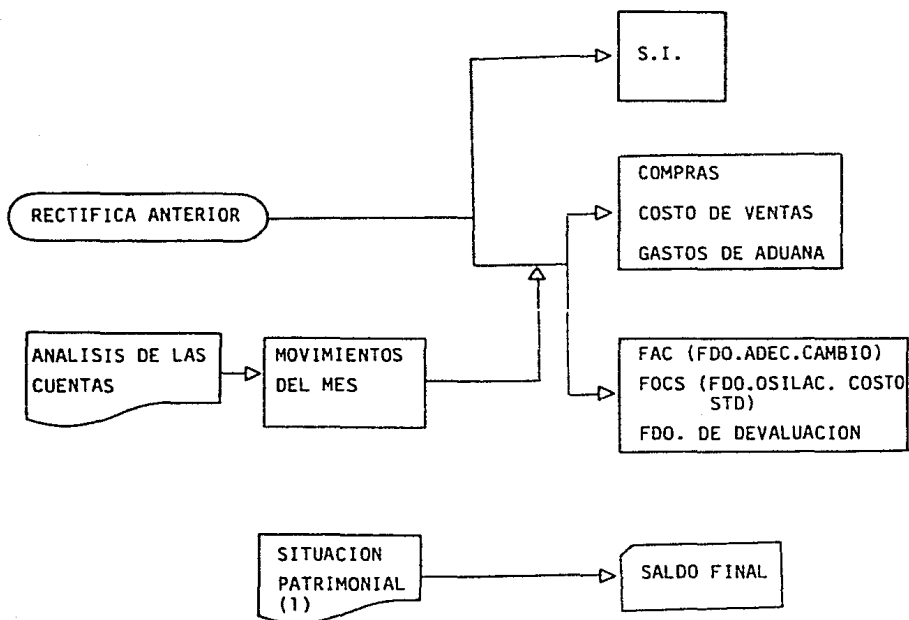 S.I.
RECTIFICA ANTERIOR
COMPRAS
COSTO DE VENTAS
GASTOS DE ADUANA
ANALISIS DE LAS
CUENTAS
MOVIMIENTOS
DEL MES
FAC (FDO.ADEC.CAMBIO)
FOCS (FDO.OSILAC. COSTO
STD)
FDO. DE DEVALUACION
SITUACION
PATRIMONIAL
(1)
SALDO FINAL